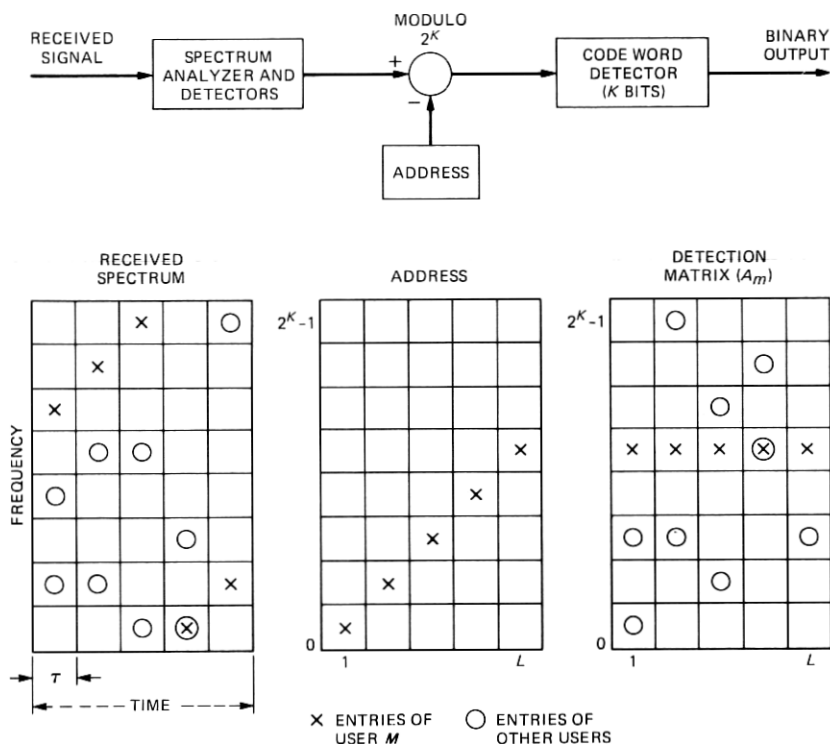 RECEIVED
SIGNAL
SPECTRUM
ANALYZER AND
DETECTORS
MODULO
2^K
+
−
ADDRESS
CODE WORD
DETECTOR
(K BITS)
BINARY
OUTPUT
RECEIVED
SPECTRUM
FREQUENCY
τ
TIME
ADDRESS
2^K−1
0
1
L
DETECTION
MATRIX (A_m)
2^K−1
0
1
L
× ENTRIES OF
USER M
○ ENTRIES OF
OTHER USERS